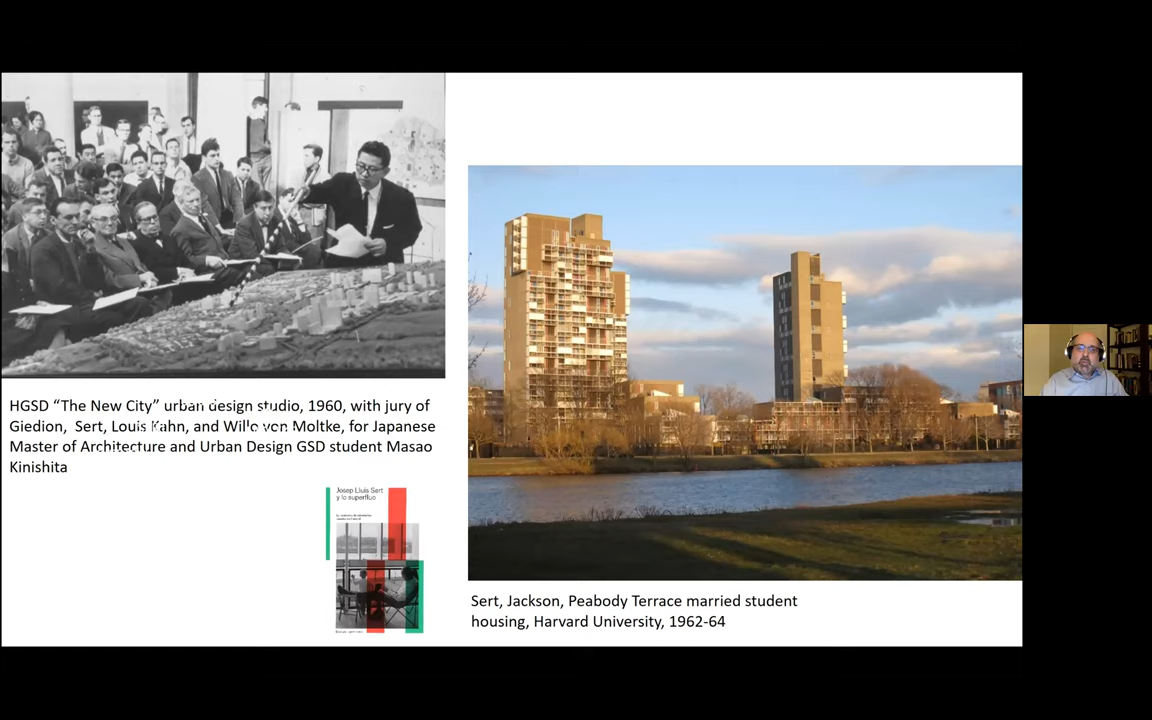 HGSD “The New City” urban design studio, 1960, with jury of
Giedion, Sert, Louis Kahn, and Willo von Moltke, for Japanese
Master of Architecture and Urban Design GSD student Masao
Kinishita
Josep Lluís Sert
y lo superfluo
Sert, Jackson, Peabody Terrace married student
housing, Harvard University, 1962-64